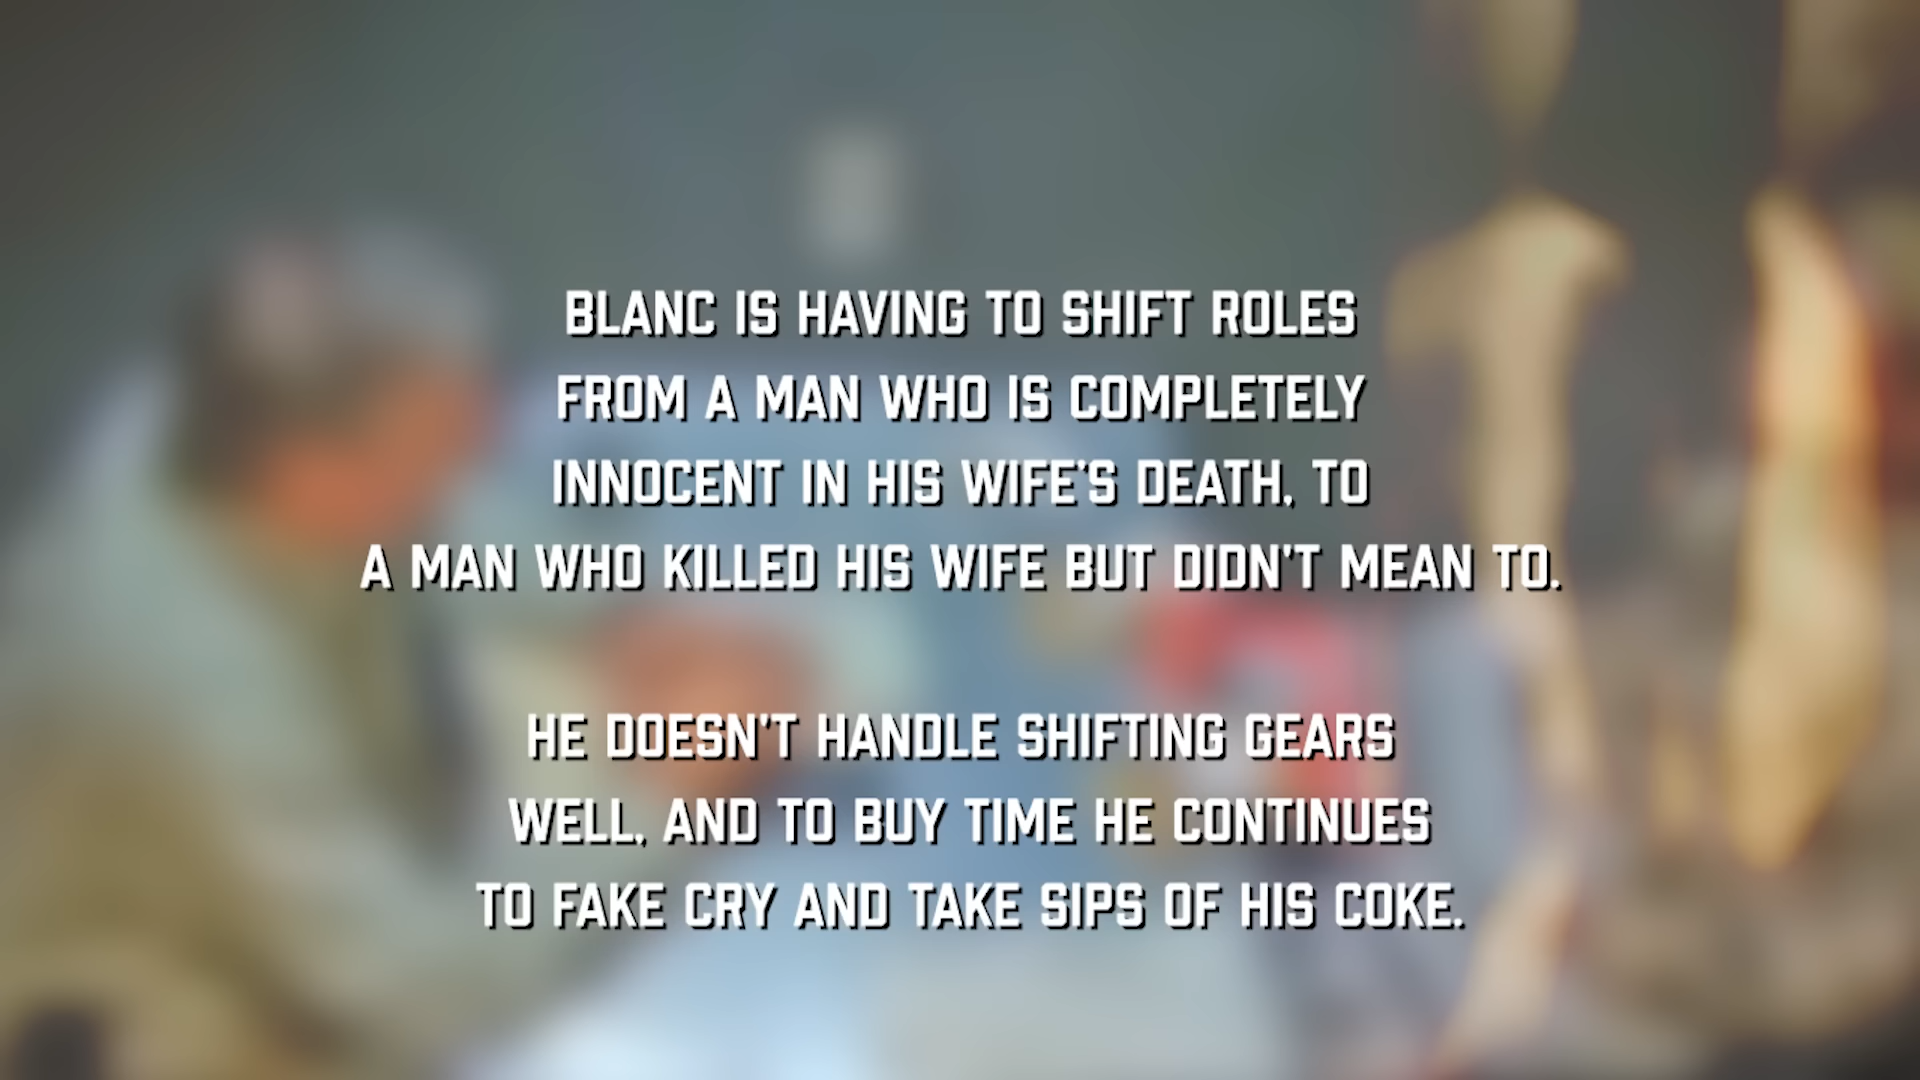 BLANC IS HAVING TO SHIFT ROLES
FROM A MAN WHO IS COMPLETELY
INNOCENT IN HIS WIFE'S DEATH, TO
A MAN WHO KILLED HIS WIFE BUT DIDN'T MEAN TO.
HE DOESN'T HANDLE SHIFTING GEARS
WELL, AND TO BUY TIME HE CONTINUES
TO FAKE CRY AND TAKE SIPS OF HIS COKE.